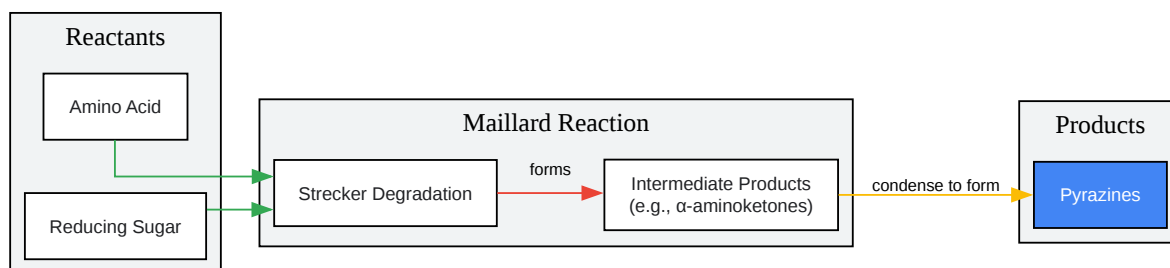 Reactants
Amino Acid
Reducing Sugar
Maillard Reaction
Strecker Degradation
forms
Intermediate Products
(e.g., α-aminoketones)
condense to form
Products
Pyrazines